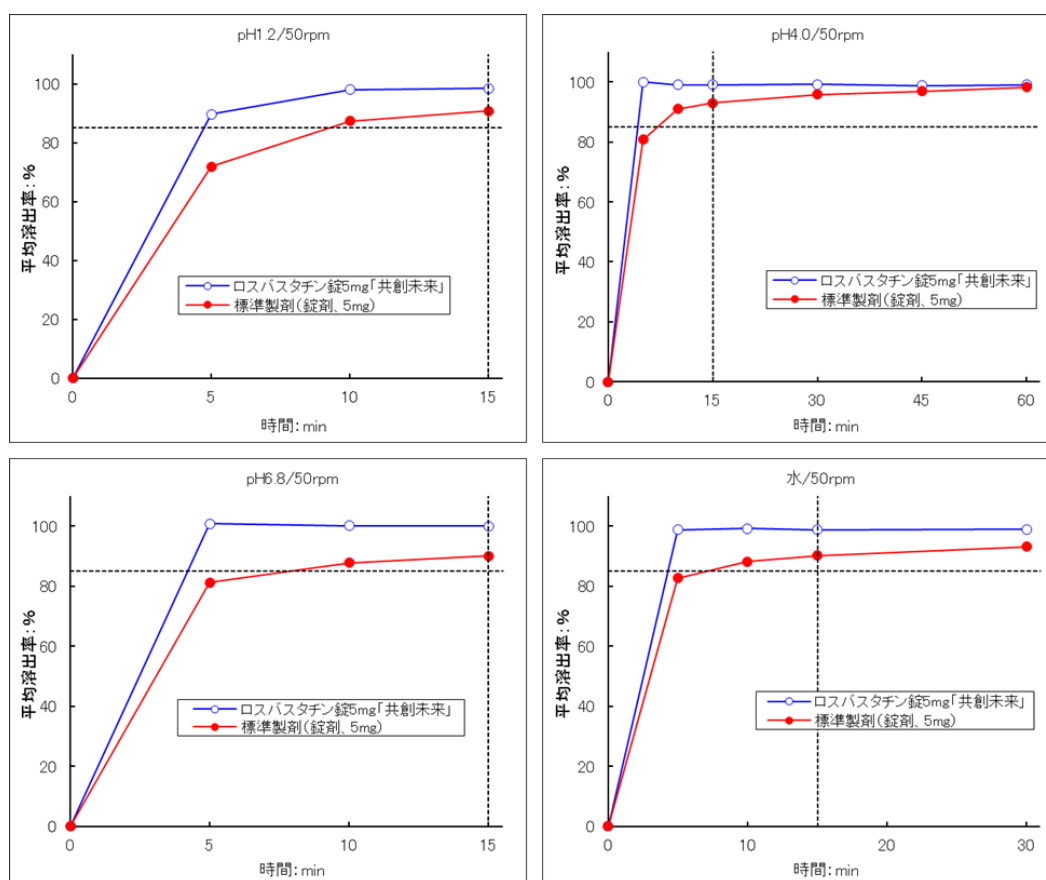 pH1.2/50rpm
平均溶出率：%
100
80
60
40
20
0
ロスバスタチン錠5mg「共創未来」
標準製剤（錠剤、5mg）
0 5 10 15
時間：min
pH4.0/50rpm
平均溶出率：%
100
80
60
40
20
0
ロスバスタチン錠5mg「共創未来」
標準製剤（錠剤、5mg）
0 15 30 45 60
時間：min
pH6.8/50rpm
平均溶出率：%
100
80
60
40
20
0
ロスバスタチン錠5mg「共創未来」
標準製剤（錠剤、5mg）
0 5 10 15
時間：min
水/50rpm
平均溶出率：%
100
80
60
40
20
0
ロスバスタチン錠5mg「共創未来」
標準製剤（錠剤、5mg）
0 10 20 30
時間：min